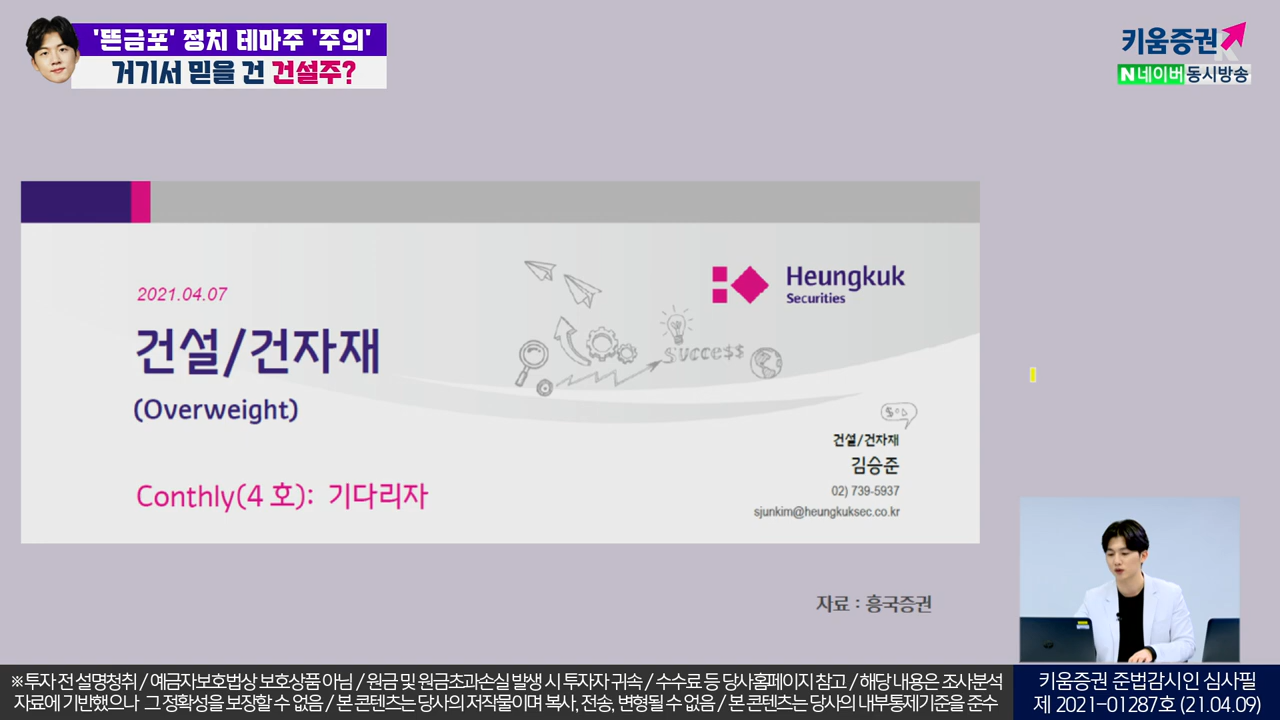 '뜬금포' 정치 테마주 '주의'
거기서 믿을 건 건설주?
키움증권
N 네이버 동시방송
2021.04.07
Heungkuk
Securities
건설/건자재
succe$$
(Overweight)
건설/건자재
김승준
Conthly(4 호): 기다리자
02) 739-5937
sjunkim@heungkuksec.co.kr
자료 : 흥국증권
※투자 전 설명청취 / 예금자보호법상 보호상품 아님 / 원금 및 원금초과손실 발생 시 투자자 귀속 / 수수료 등 당사홈페이지 참고 / 해당 내용은 조사분석
자료에 기반했으나 그 정확성을 보장할 수 없음 / 본 콘텐츠는 당사의 저작물이며 복사, 전송, 변형될 수 없음 / 본 콘텐츠는 당사의 내부통제기준을 준수
키움증권 준법감시인 심사필
제 2021-01287호 (21.04.09)